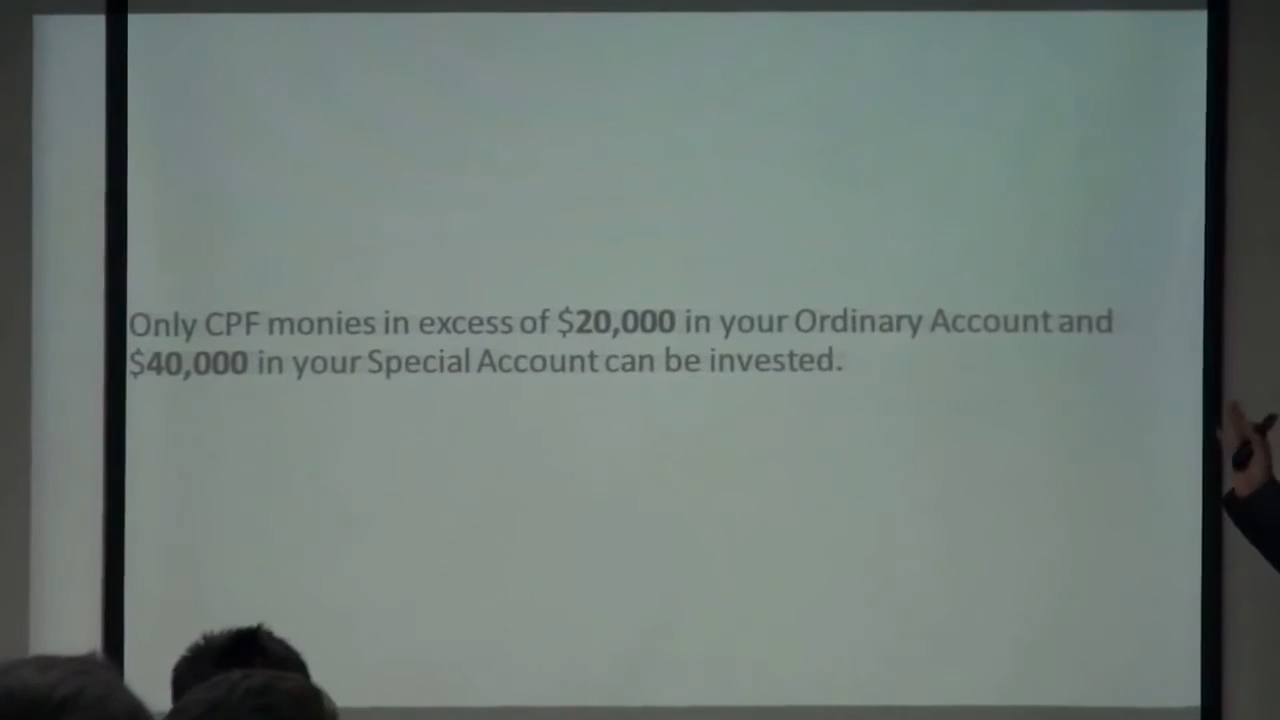 Only CPF monies in excess of $20,000 in your Ordinary Account and
$40,000 in your Special Account can be invested.